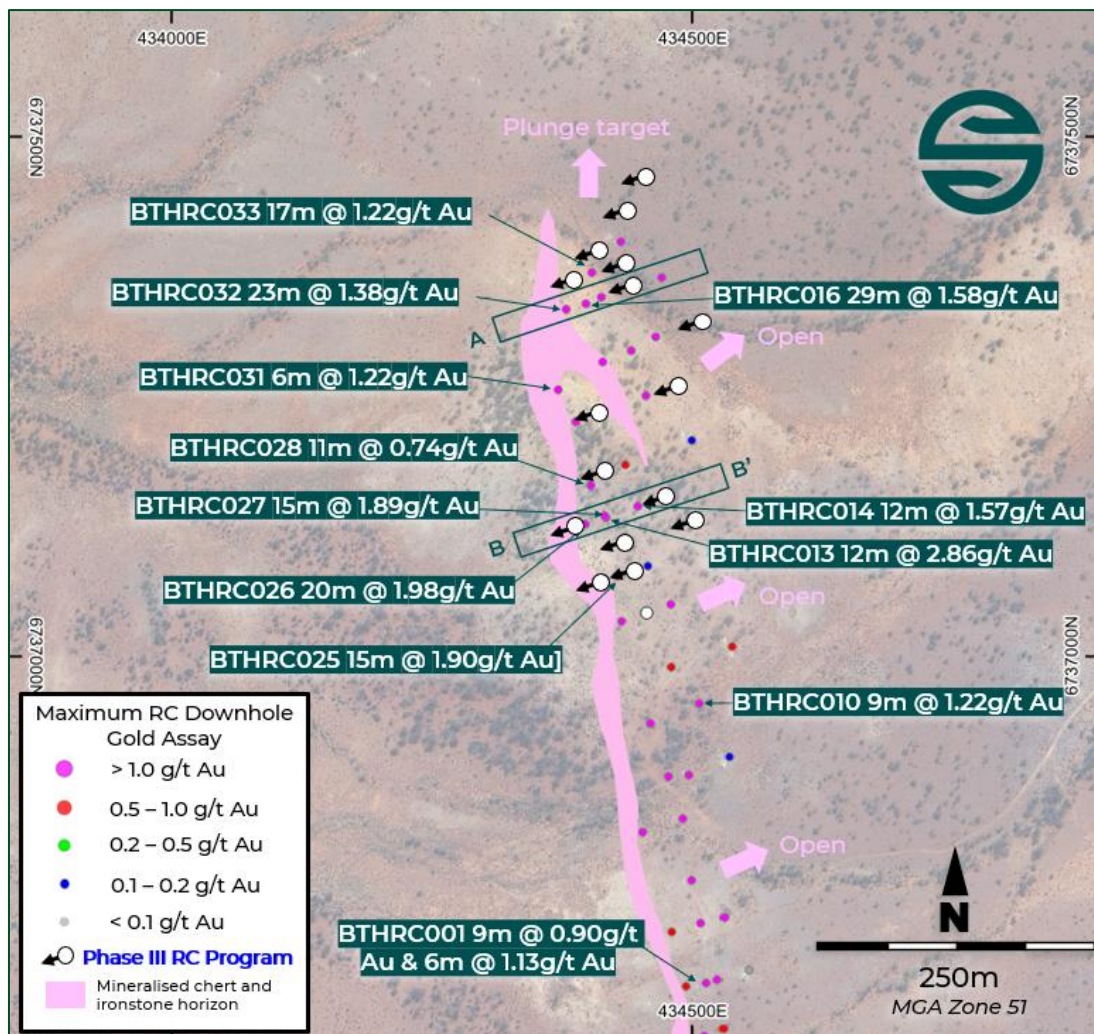 434000E
434500E
6737500N
6737500N
Plunge target
BTHRC033 17m @ 1.22g/t Au
BTHRC032 23m @ 1.38g/t Au
BTHRC016 29m @ 1.58g/t Au
A
Open
BTHRC031 6m @ 1.22g/t Au
BTHRC028 11m @ 0.74g/t Au
B'
BTHRC027 15m @ 1.89g/t Au
BTHRC014 12m @ 1.57g/t Au
B
BTHRC013 12m @ 2.86g/t Au
BTHRC026 20m @ 1.98g/t Au
Open
BTHRC025 15m @ 1.90g/t Au]
6737000N
6737000N
BTHRC010 9m @ 1.22g/t Au
Maximum RC Downhole
Gold Assay
> 1.0 g/t Au
0.5 – 1.0 g/t Au
0.2 – 0.5 g/t Au
0.1 – 0.2 g/t Au
< 0.1 g/t Au
Phase III RC Program
Mineralised chert and
ironstone horizon
Open
BTHRC001 9m @ 0.90g/t
Au & 6m @ 1.13g/t Au
N
250m
MGA Zone 51
434500E